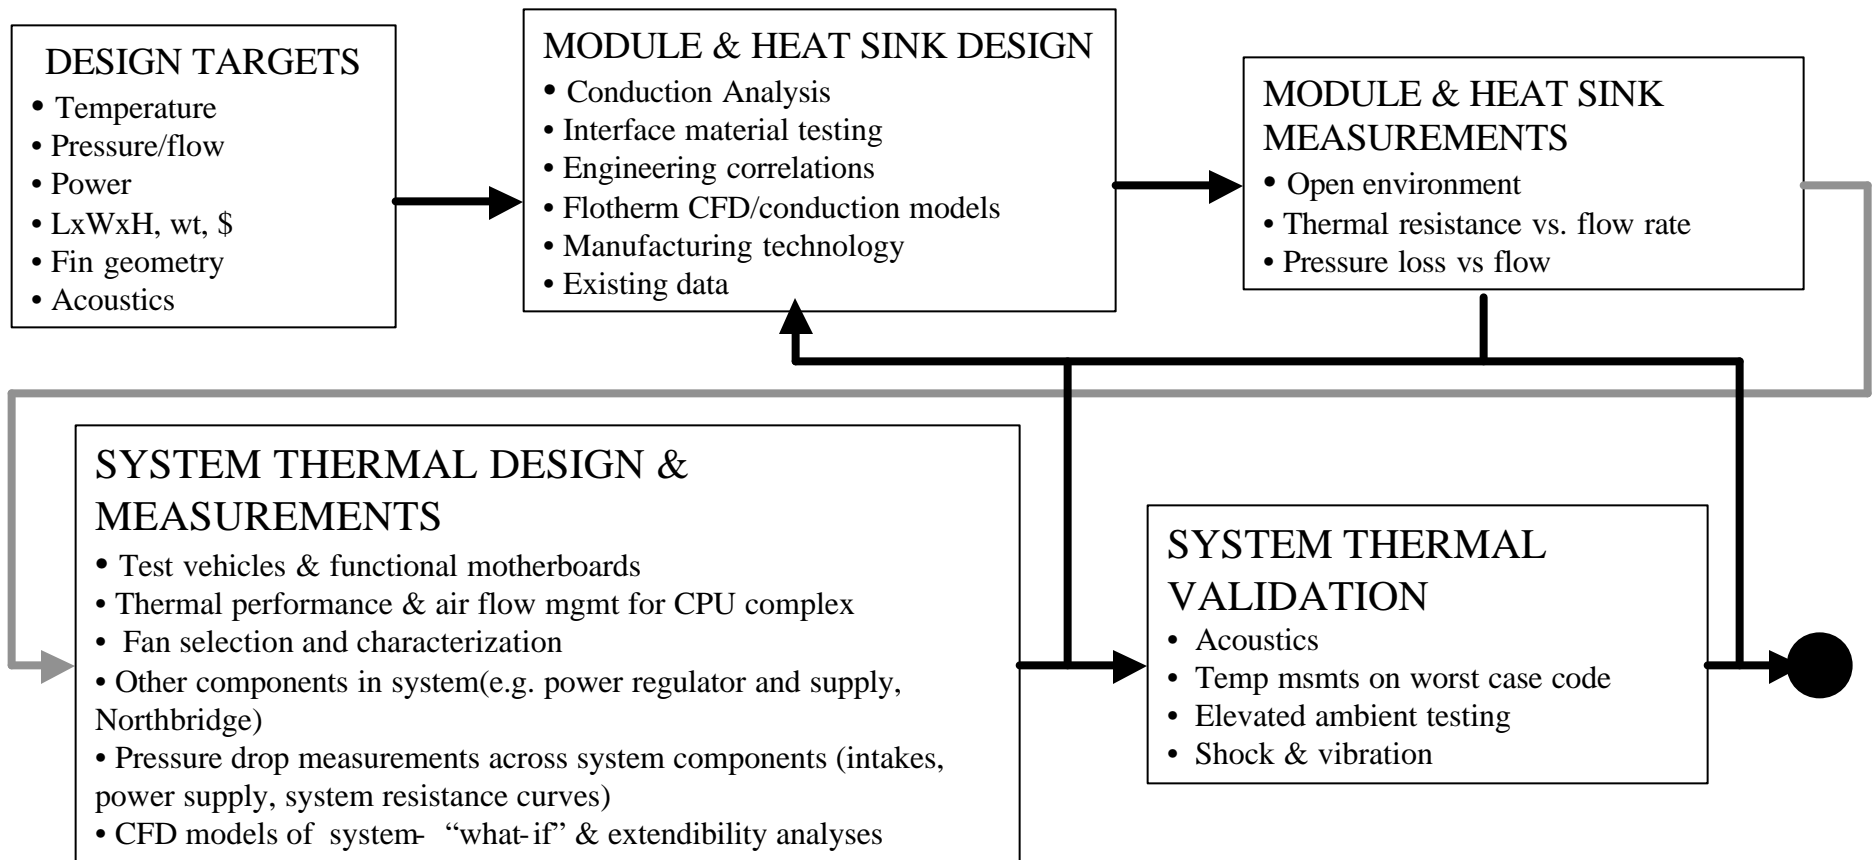 DESIGN TARGETS
• Temperature
• Pressure/flow
• Power
• LxWxH, wt, $
• Fin geometry
• Acoustics
MODULE & HEAT SINK DESIGN
• Conduction Analysis
• Interface material testing
• Engineering correlations
• Flotherm CFD/conduction models
• Manufacturing technology
• Existing data
MODULE & HEAT SINK
MEASUREMENTS
• Open environment
• Thermal resistance vs. flow rate
• Pressure loss vs flow
SYSTEM THERMAL DESIGN &
MEASUREMENTS
• Test vehicles & functional motherboards
• Thermal performance & air flow mgmt for CPU complex
• Fan selection and characterization
• Other components in system(e.g. power regulator and supply,
Northbridge)
• Pressure drop measurements across system components (intakes,
power supply, system resistance curves)
• CFD models of system- “what-if” & extendibility analyses
SYSTEM THERMAL
VALIDATION
• Acoustics
• Temp msmts on worst case code
• Elevated ambient testing
• Shock & vibration